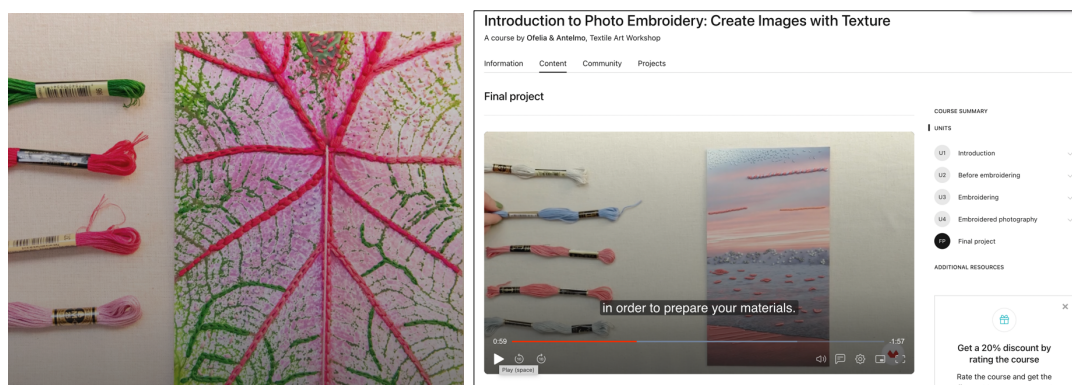 Introduction to Photo Embroidery: Create Images with Texture
A course by Ofelia & Antelmo, Textile Art Workshop
Information Content Community Projects
Final project
COURSE SUMMARY
UNITS
U1 Introduction
U2 Before embroidering
U3 Embroidering
U4 Embroidered photography
FP Final project
ADDITIONAL RESOURCES
in order to prepare your materials.
0:59
-1:57
Play (space)
Get a 20% discount by
rating the course
Rate the course and get the